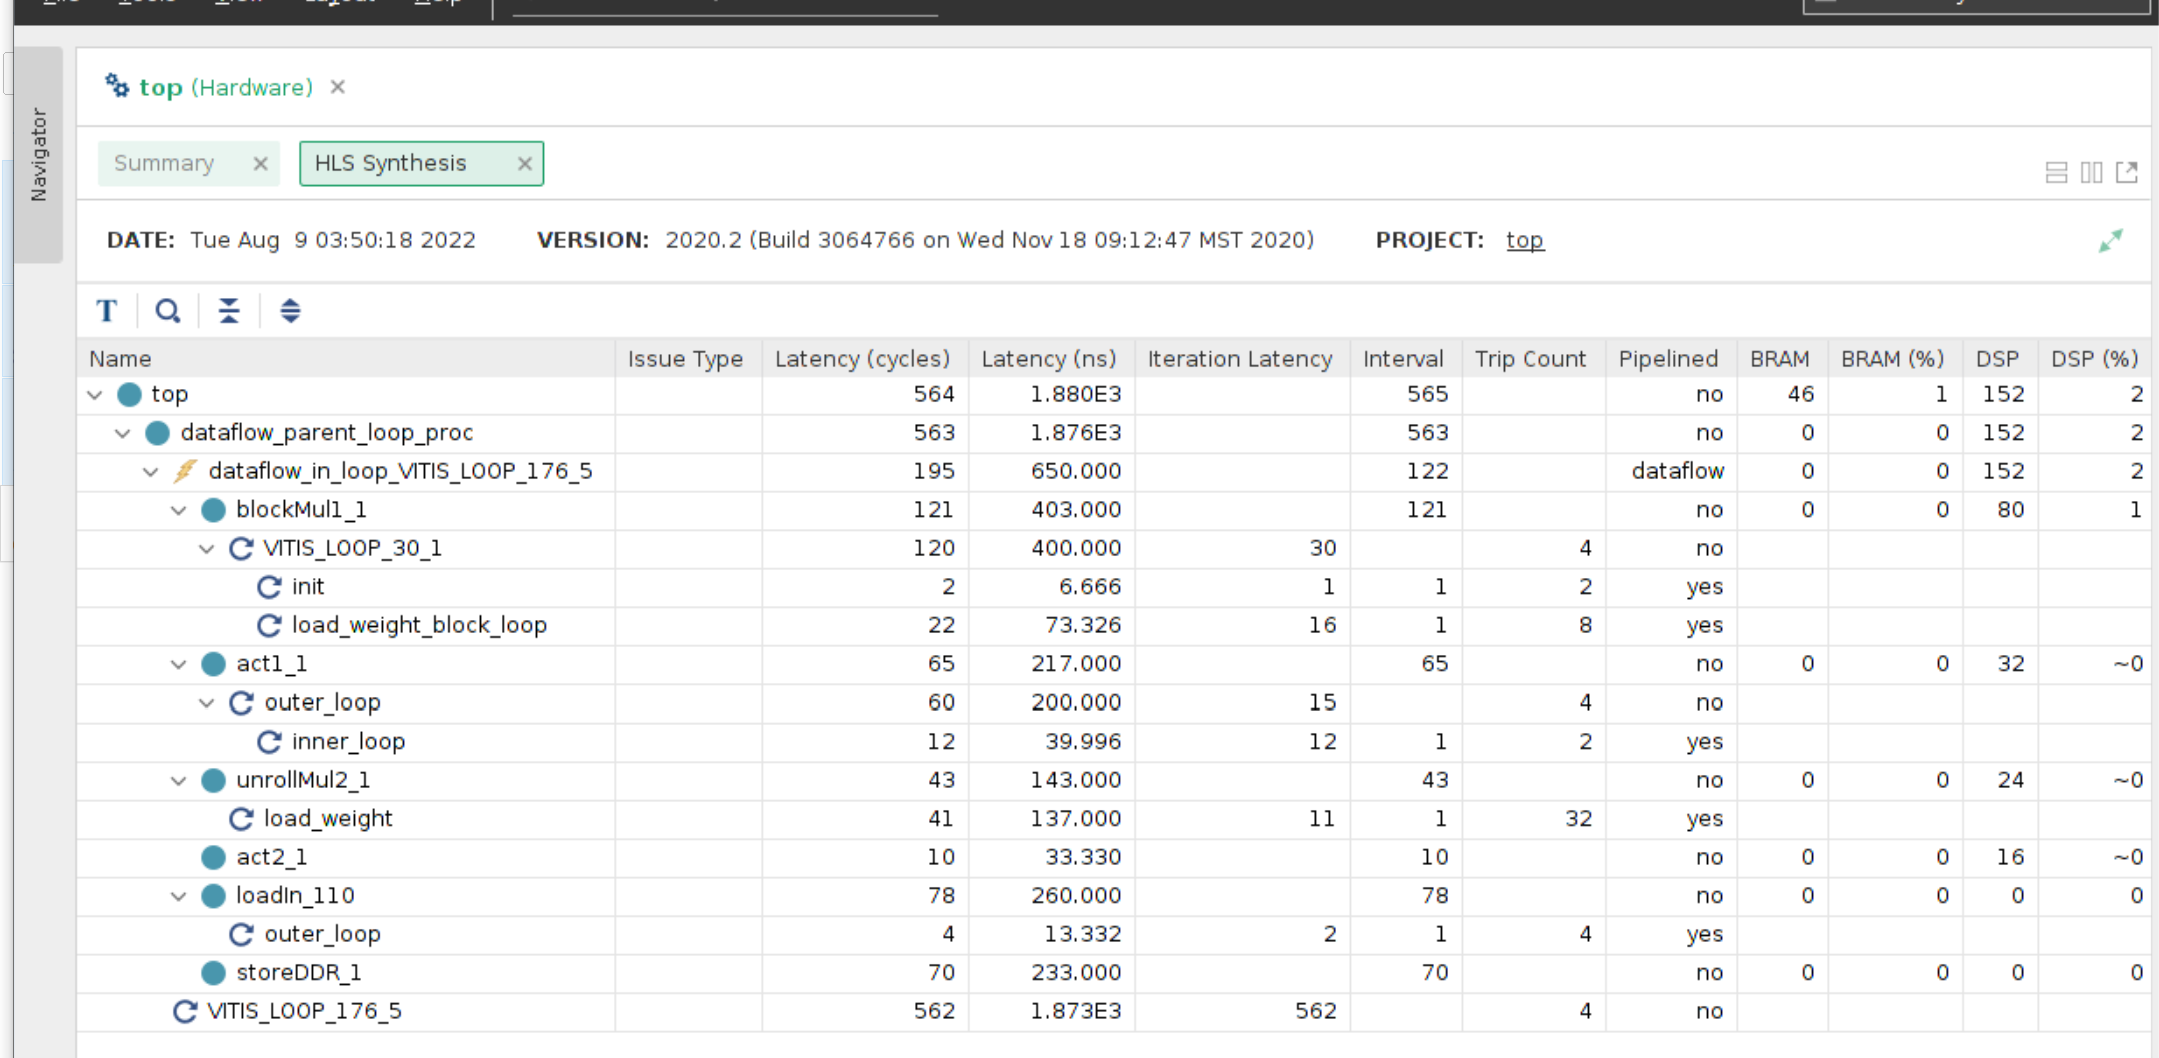 Navigator
top (Hardware)
Summary HLS Synthesis
DATE: Tue Aug 9 03:50:18 2022 VERSION: 2020.2 (Build 3064766 on Wed Nov 18 09:12:47 MST 2020) PROJECT: top
Name Issue Type Latency (cycles) Latency (ns) Iteration Latency Interval Trip Count Pipelined BRAM BRAM (%) DSP DSP (%)
top 564 1.880E3 565 no 46 1 152 2
dataflow_parent_loop_proc 563 1.876E3 563 no 0 0 152 2
dataflow_in_loop_VITIS_LOOP_176_5 195 650.000 122 dataflow 0 0 152 2
blockMul1_1 121 403.000 121 no 0 0 80 1
VITIS_LOOP_30_1 120 400.000 30 4 no
init 2 6.666 1 1 2 yes
load_weight_block_loop 22 73.326 16 1 8 yes
act1_1 65 217.000 65 no 0 0 32 ~0
outer_loop 60 200.000 15 4 no
inner_loop 12 39.996 12 1 2 yes
unrollMul2_1 43 143.000 43 no 0 0 24 ~0
load_weight 41 137.000 11 1 32 yes
act2_1 10 33.330 10 no 0 0 16 ~0
loadIn_110 78 260.000 78 no 0 0 0 0
outer_loop 4 13.332 2 1 4 yes
storeDDR_1 70 233.000 70 no 0 0 0 0
VITIS_LOOP_176_5 562 1.873E3 562 4 no